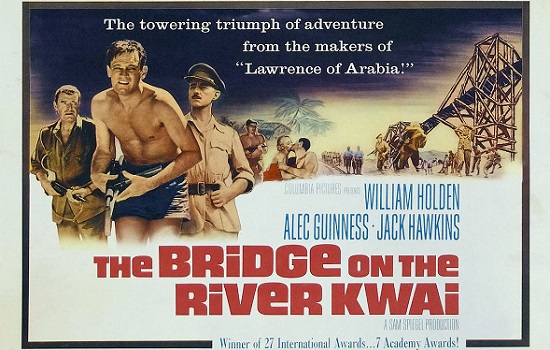 The towering triumph of adventure
from the makers of
"Lawrence of Arabia!"
COLUMBIA PICTURES PRESENTS WILLIAM HOLDEN
ALEC GUINNESS · JACK HAWKINS
THE BRiDGE ON THE
RiVER KWAI
A SAM SPIEGEL PRODUCTION
Winner of 27 International Awards...7 Academy Awards!